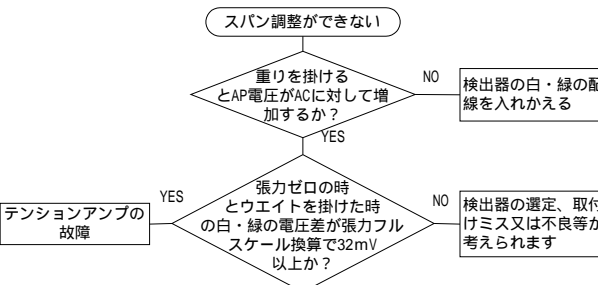 スパン調整ができない
重りを掛ける
とAP電圧がACに対して増
加するか？
NO
検出器の白・緑の配
線を入れかえる
YES
張力ゼロの時
とウエイトを掛けた時
の白・緑の電圧差が張力フル
スケール換算で32mV
以上か？
YES
テンションアンプの
故障
NO
検出器の選定、取付
けミス又は不良等が
考えられます